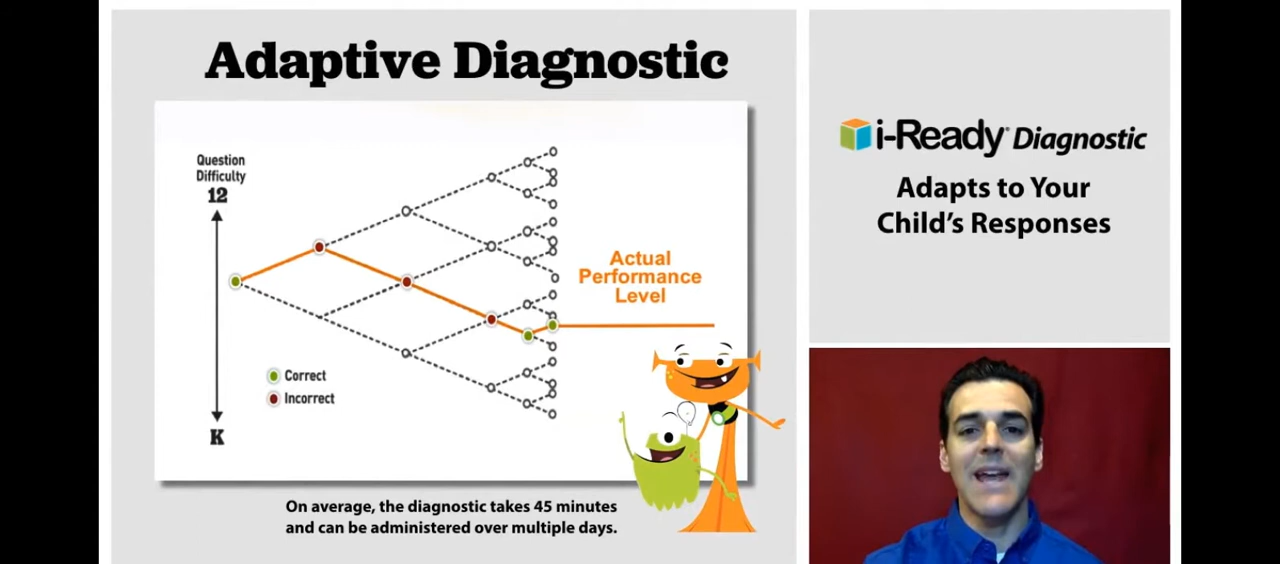 Adaptive Diagnostic
Question
Difficulty
12
K
Correct
Incorrect
Actual
Performance
Level
On average, the diagnostic takes 45 minutes
and can be administered over multiple days.
i-Ready® Diagnostic
Adapts to Your
Child's Responses